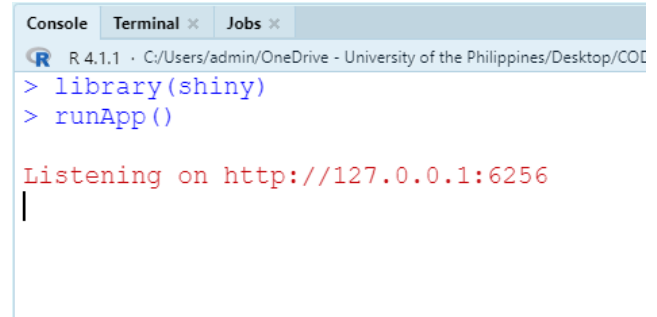 Console Terminal × Jobs ×
R R 4.1.1 · C:/Users/admin/OneDrive - University of the Philippines/Desktop/COD
> library(shiny)
> runApp()
Listening on http://127.0.0.1:6256